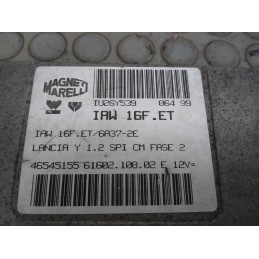 MAGNETI
MARELLI
IU26Y539 064 99
IAW 16F.ET
IAW 16F.ET/6A37-2E
LANCIA Y 1.2 SPI CM FASE 2
46545155 61602.108.02 E 12V=